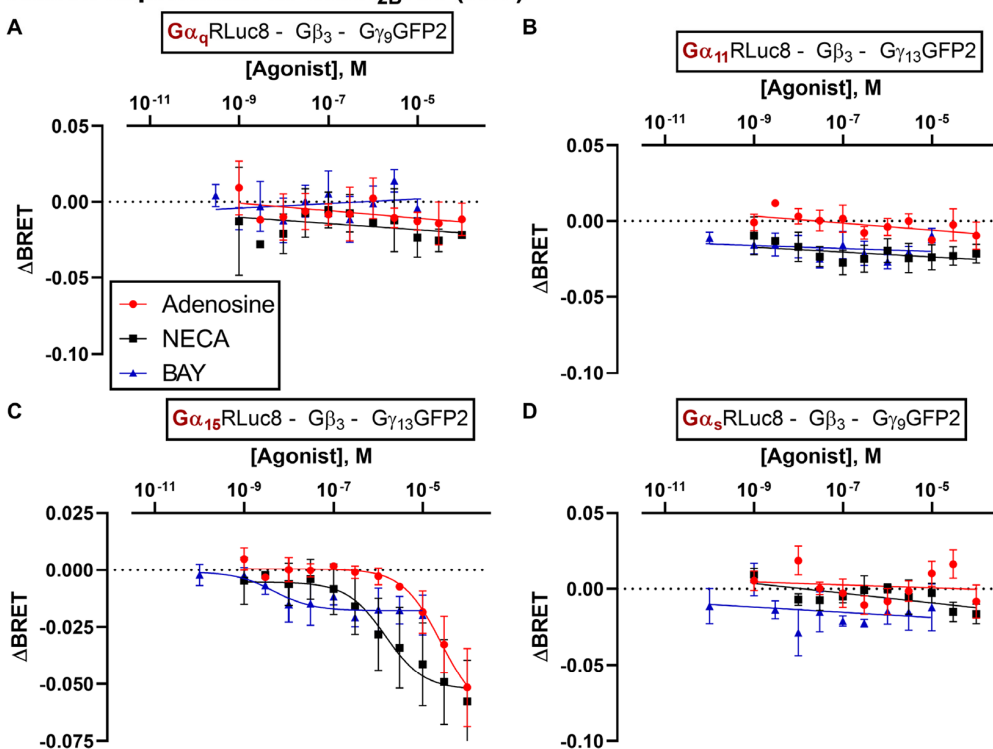 A
GαqRLuc8 - Gβ3 - Gγ9GFP2
[Agonist], M
10-11 10-9 10-7 10-5
0.05
0.00
-0.05
-0.10
ΔBRET
Adenosine
NECA
BAY
B
Gα11RLuc8 - Gβ3 - Gγ13GFP2
[Agonist], M
10-11 10-9 10-7 10-5
0.05
0.00
-0.05
-0.10
ΔBRET
C
Gα15RLuc8 - Gβ3 - Gγ13GFP2
[Agonist], M
10-11 10-9 10-7 10-5
0.025
0.000
-0.025
-0.050
-0.075
ΔBRET
D
GαsRLuc8 - Gβ3 - Gγ9GFP2
[Agonist], M
10-11 10-9 10-7 10-5
0.05
0.00
-0.05
-0.10
ΔBRET